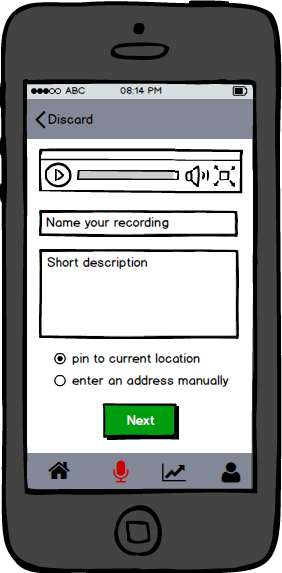 ABC 08:14 PM
Discard
Name your recording
Short description
pin to current location
enter an address manually
Next